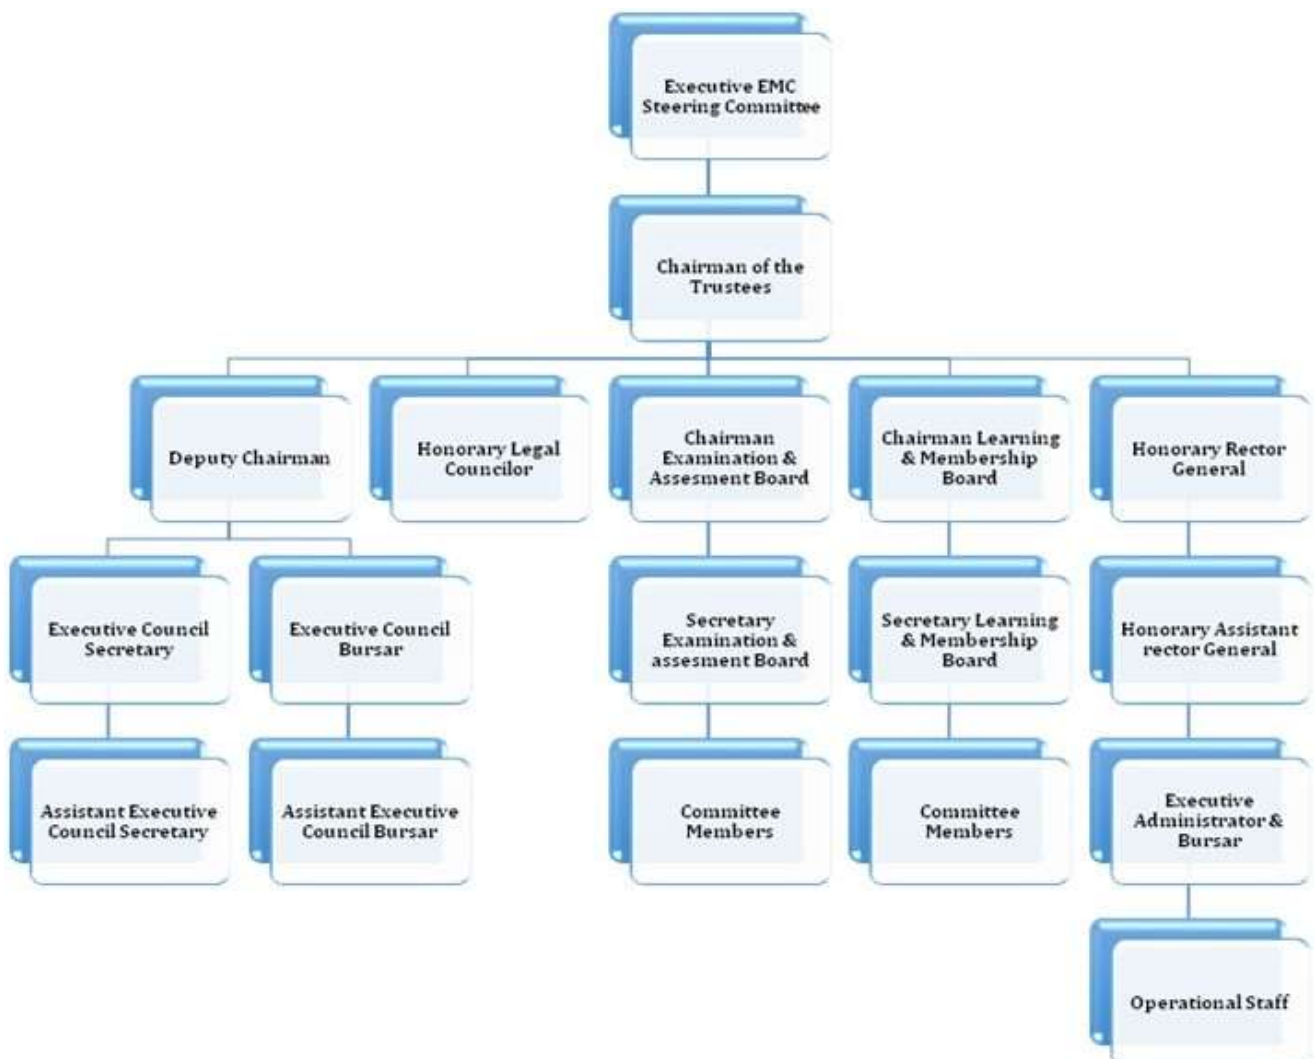 Executive EMC
Steering Committee
Chairman of the
Trustees
Deputy Chairman
Honorary Legal
Councilor
Chairman
Examination &
Assesment Board
Chairman Learning
& Membership
Board
Honorary Rector
General
Executive Council
Secretary
Executive Council
Bursar
Secretary
Examination &
assesment Board
Secretary Learning
& Membership
Board
Honorary Assistant
rector General
Assistant Executive
Council Secretary
Assistant Executive
Council Bursar
Committee
Members
Committee
Members
Executive
Administrator &
Bursar
Operational Staff